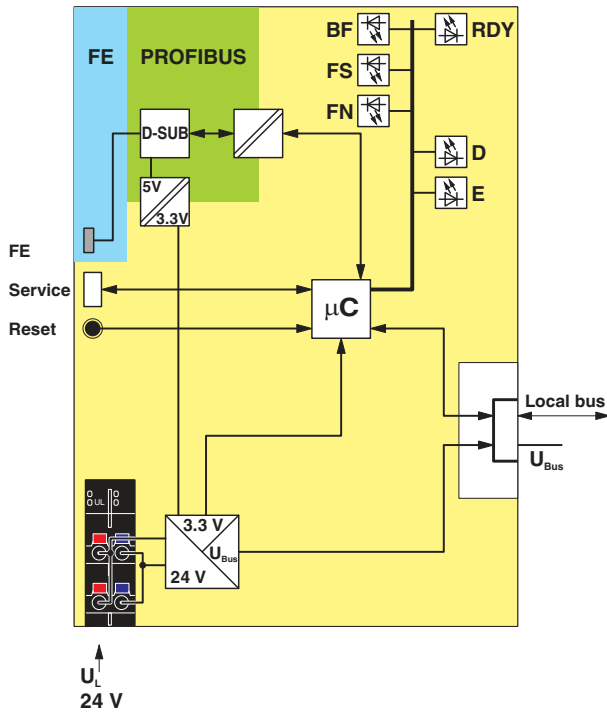 BF
RDY
FE
PROFIBUS
FS
FN
D-SUB
D
5V
3.3V
E
FE
Service
µC
Reset
Local bus
UBus
UL
3.3 V
UBus
24 V
UL
24 V